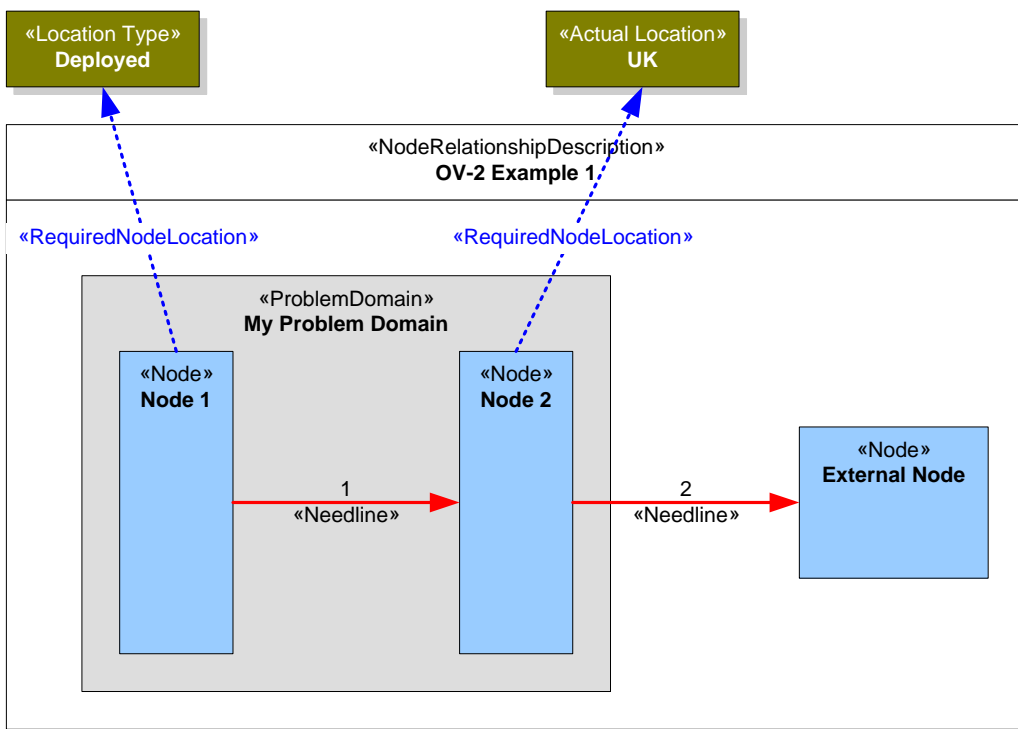 «Location Type»
Deployed
«Actual Location»
UK
«NodeRelationshipDescription»
OV-2 Example 1
«RequiredNodeLocation»
«RequiredNodeLocation»
«ProblemDomain»
My Problem Domain
«Node»
Node 1
«Node»
Node 2
«Node»
External Node
1
«Needline»
2
«Needline»